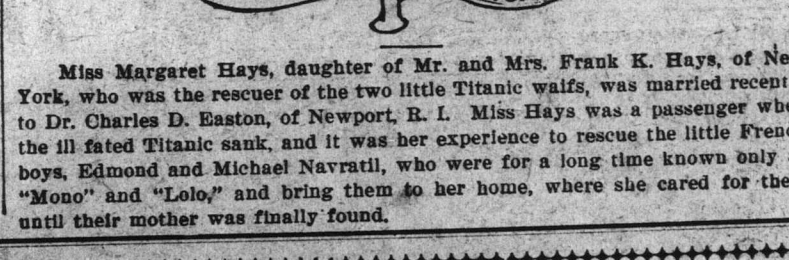 Miss Margaret Hays, daughter of Mr. and Mrs. Frank K. Hays, of Ne
York, who was the rescuer of the two little Titanic waifs, was married recent
to Dr. Charles D. Easton, of Newport, R. I. Miss Hays was a passenger whe
the ill fated Titanic sank, and it was her experience to rescue the little Frenc
boys, Edmond and Michael Navratil, who were for a long time known only
"Mono" and "Lolo," and bring them to her home, where she cared for the
until their mother was finally found.